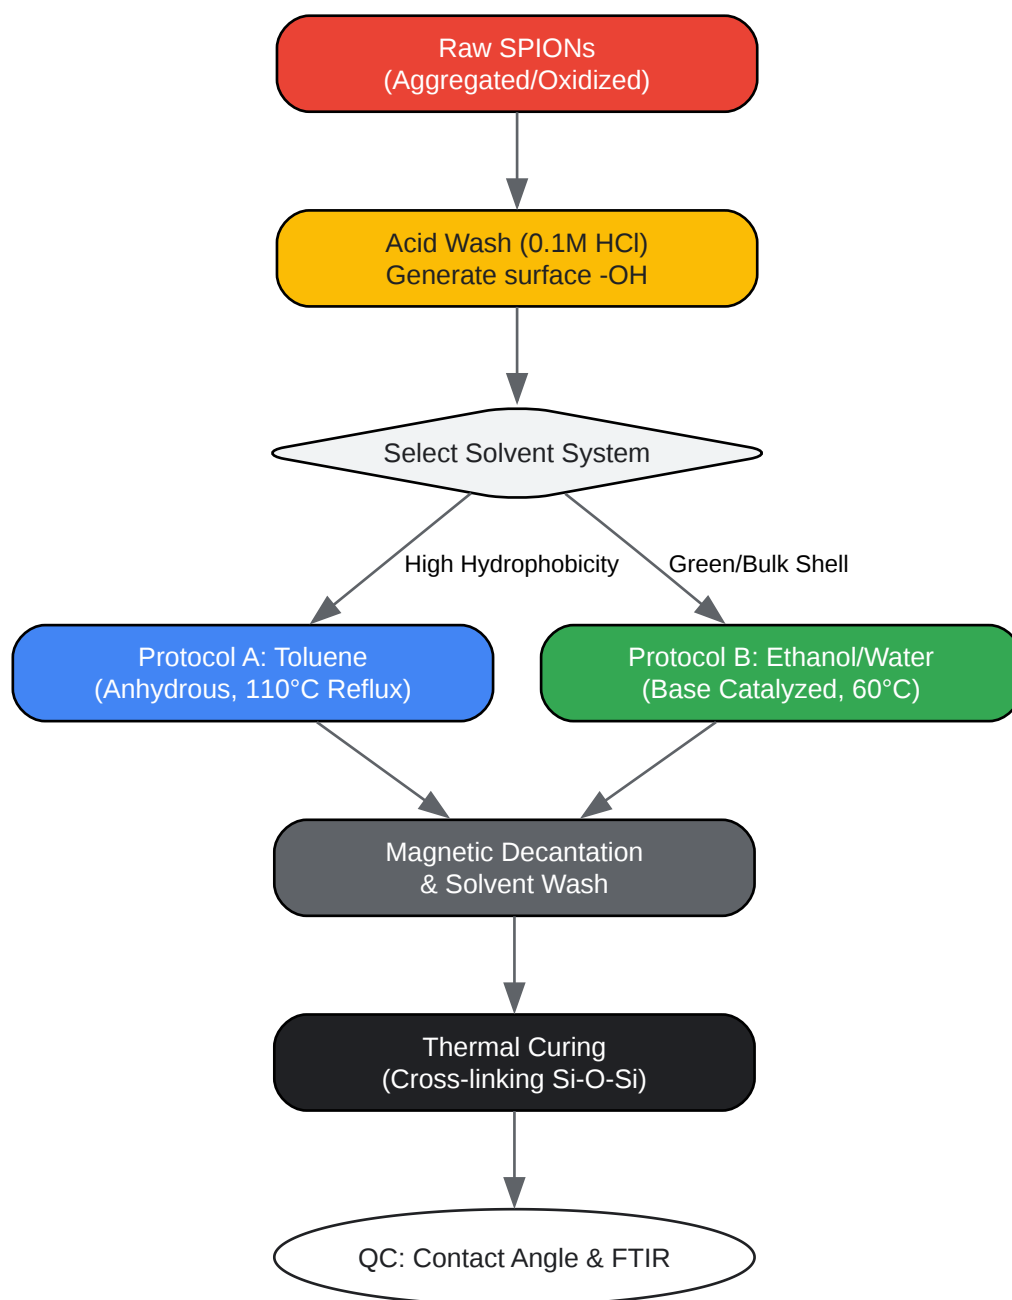 Raw SPIONs
(Aggregated/Oxidized)
Acid Wash (0.1M HCl)
Generate surface -OH
Select Solvent System
High Hydrophobicity
Green/Bulk Shell
Protocol A: Toluene
(Anhydrous, 110°C Reflux)
Protocol B: Ethanol/Water
(Base Catalyzed, 60°C)
Magnetic Decantation
& Solvent Wash
Thermal Curing
(Cross-linking Si-O-Si)
QC: Contact Angle & FTIR